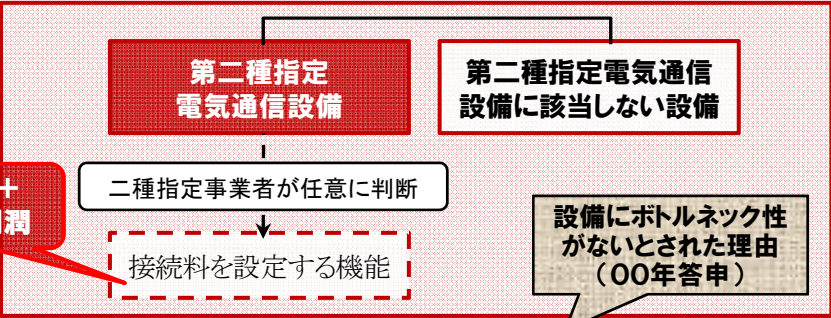 第二種指定
電気通信設備
第二種指定電気通信
設備に該当しない設備
二種指定事業者が任意に判断
+
潤
接続料を設定する機能
設備にボトルネック性
がないとされた理由
(00年答申)